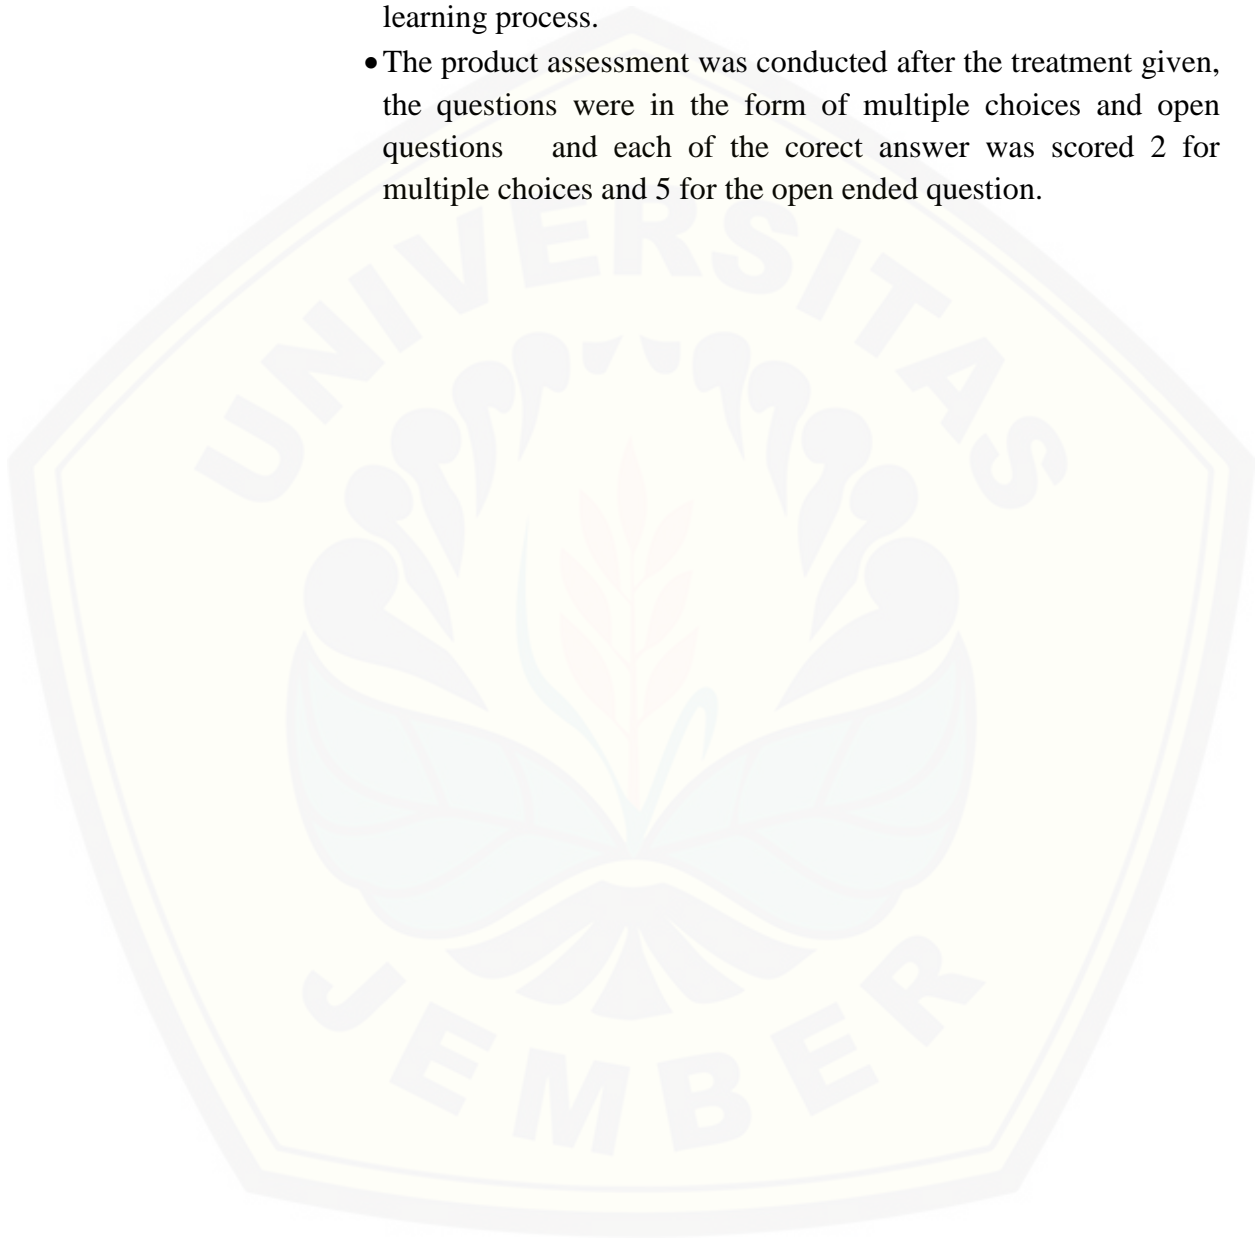 learning process.
• The product assessment was conducted after the treatment given,
the questions were in the form of multiple choices and open
questions and each of the corect answer was scored 2 for
multiple choices and 5 for the open ended question.
UNIVERSITAS
JEMBER